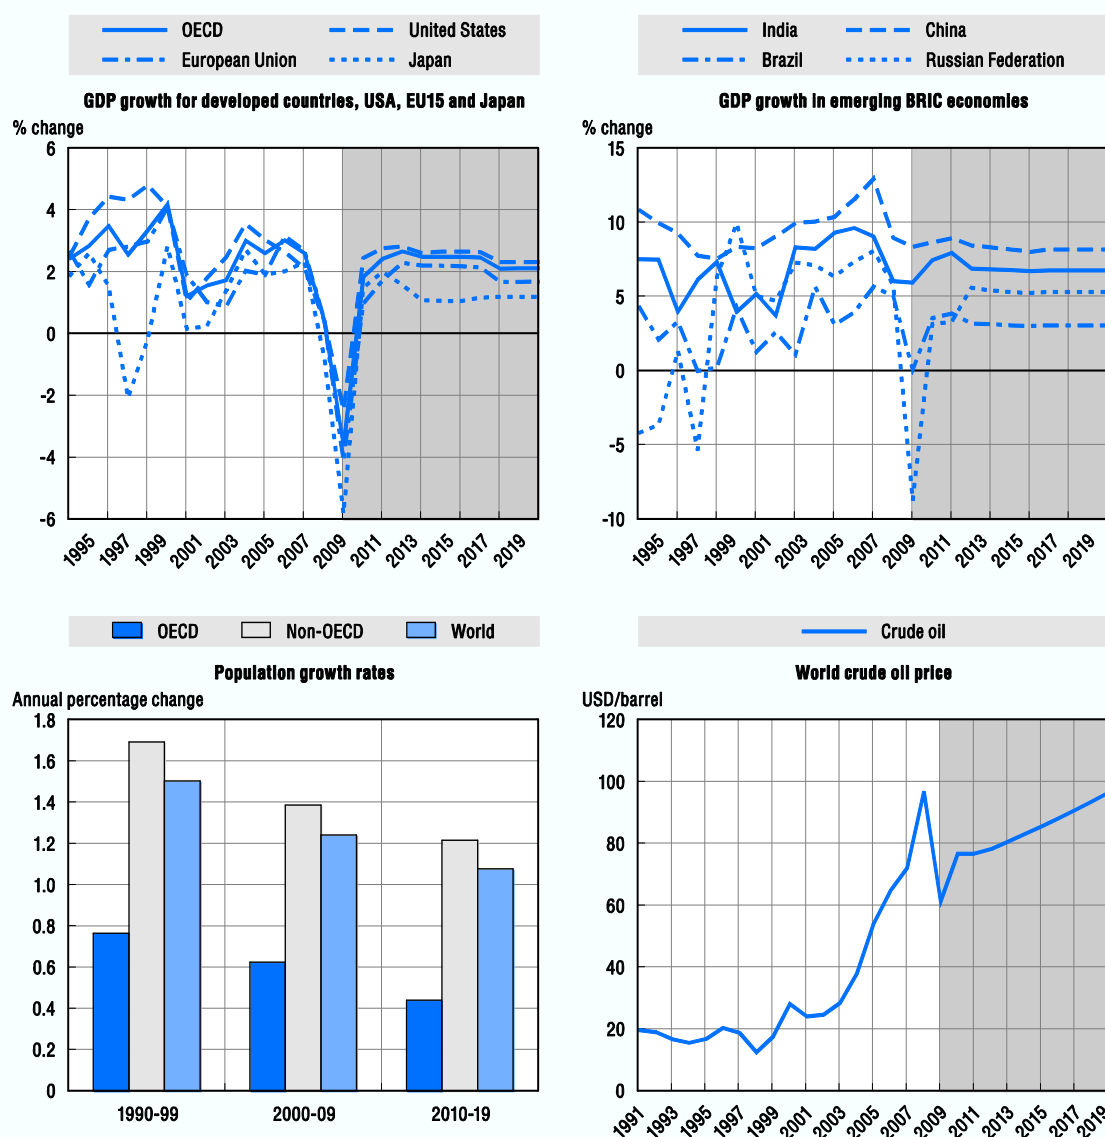 OECD United States
European Union Japan
GDP growth for developed countries, USA, EU15 and Japan
% change
6
4
2
0
-2
-4
-6
1995 1997 1999 2001 2003 2005 2007 2009 2011 2013 2015 2017 2019
India China
Brazil Russian Federation
GDP growth in emerging BRIC economies
% change
15
10
5
0
-5
-10
1995 1997 1999 2001 2003 2005 2007 2009 2011 2013 2015 2017 2019
OECD Non-OECD World
Population growth rates
Annual percentage change
1.8
1.6
1.4
1.2
1.0
0.8
0.6
0.4
0.2
0
1990-99 2000-09 2010-19
Crude oil
World crude oil price
USD/barrel
120
100
80
60
40
20
0
1991 1993 1995 1997 1999 2001 2003 2005 2007 2009 2011 2013 2015 2017 2019